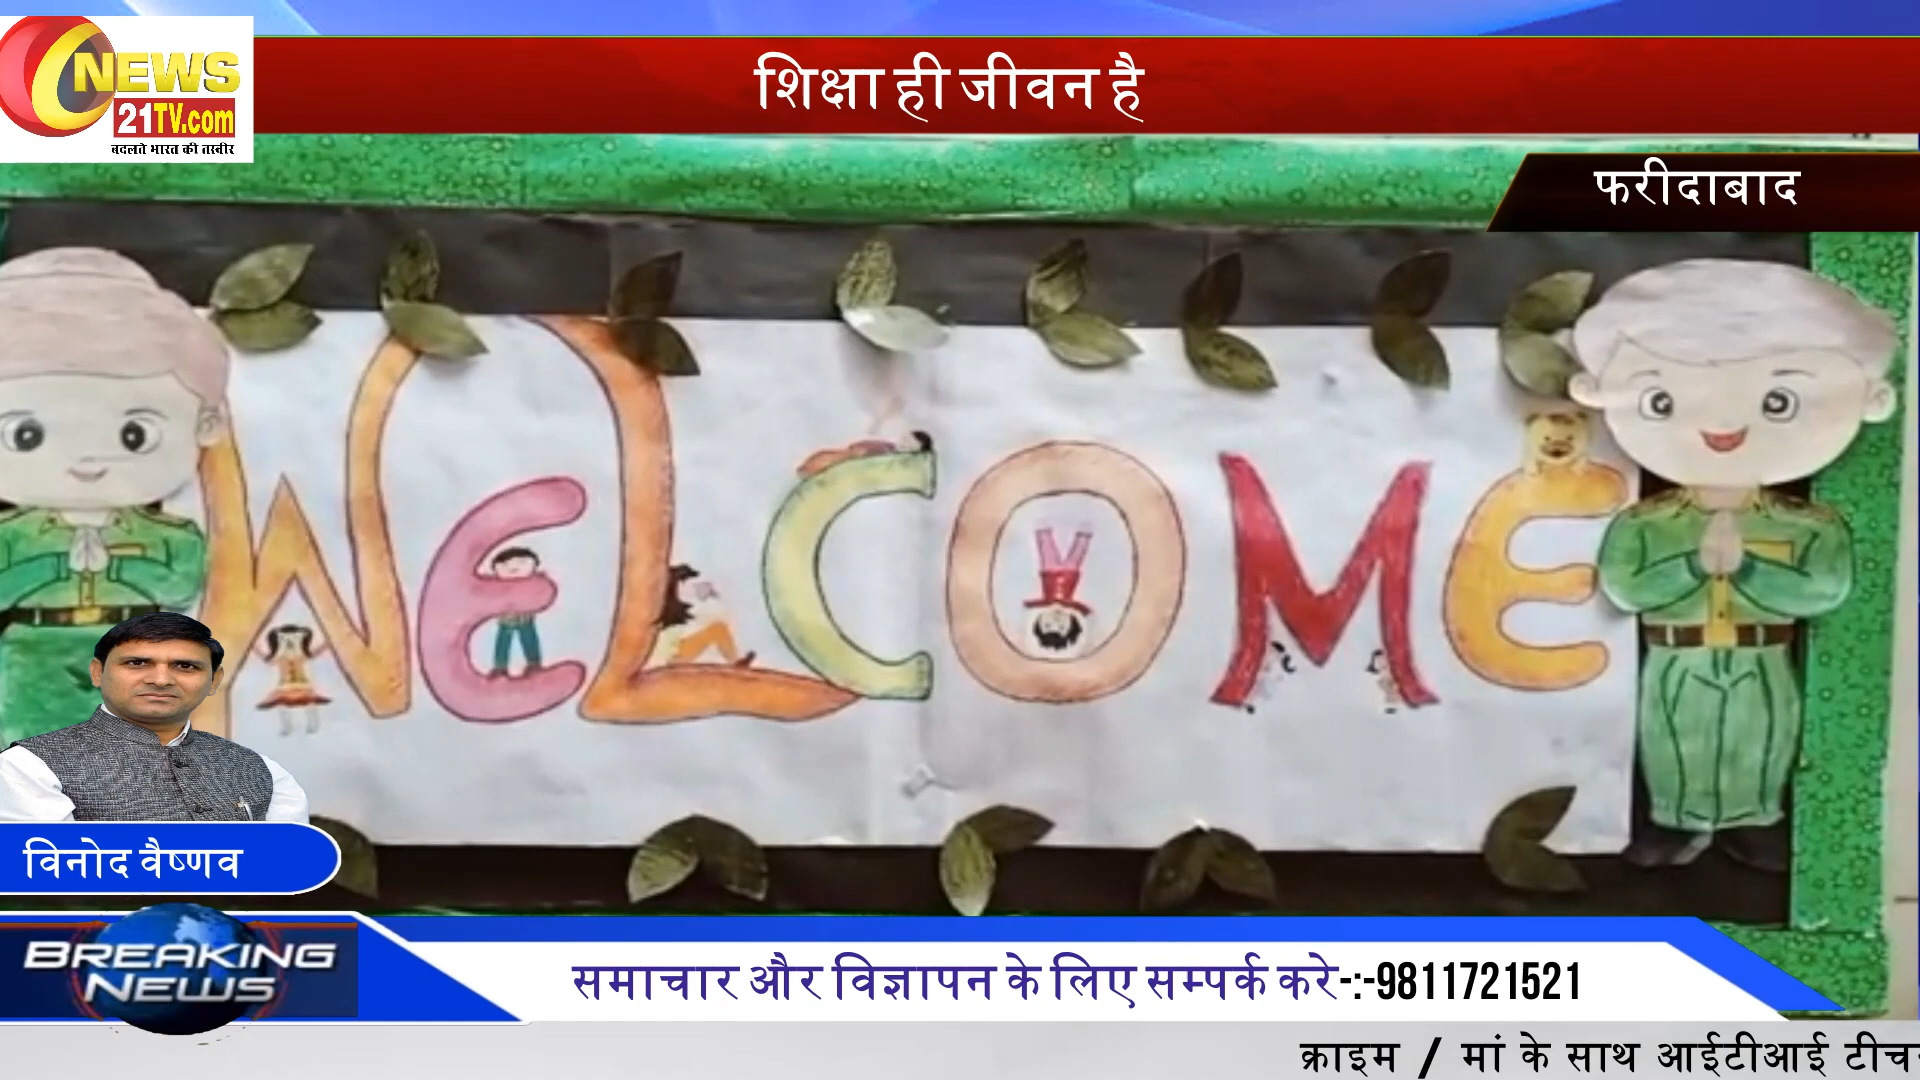 NEWS
21TV.com
बदलते भारत की तस्वीर
शिक्षा ही जीवन है
फरीदाबाद
WELCOME
विनोद वैष्णव
BREAKING
NEWS
समाचार और विज्ञापन के लिए सम्पर्क करे-:-9811721521
क्राइम / मां के साथ आईटीआई